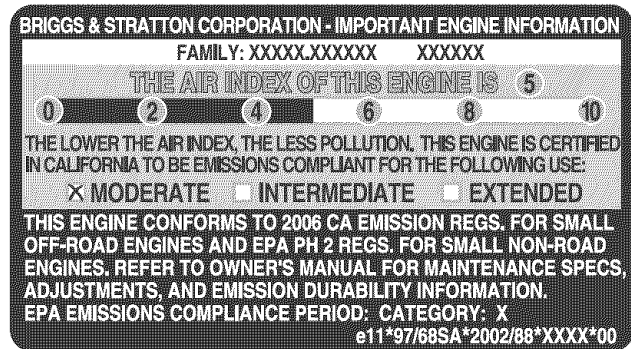 BRIGGS & STRATTON CORPORATION - IMPORTANT ENGINE INFORMATION
FAMILY: XXXXX.XXXXXX XXXXXX
THE AIR INDEX OF THIS ENGINE IS 5
0 2 4 6 8 10
THE LOWER THE AIR INDEX, THE LESS POLLUTION. THIS ENGINE IS CERTIFIED
IN CALIFORNIA TO BE EMISSIONS COMPLIANT FOR THE FOLLOWING USE:
X MODERATE INTERMEDIATE EXTENDED
THIS ENGINE CONFORMS TO 2006 CA EMISSION REGS. FOR SMALL
OFF-ROAD ENGINES AND EPA PH 2 REGS. FOR SMALL NON-ROAD
ENGINES. REFER TO OWNER'S MANUAL FOR MAINTENANCE SPECS,
ADJUSTMENTS, AND EMISSION DURABILITY INFORMATION.
EPA EMISSIONS COMPLIANCE PERIOD: CATEGORY: X
e11*97/68SA*2002/88*XXXX*00